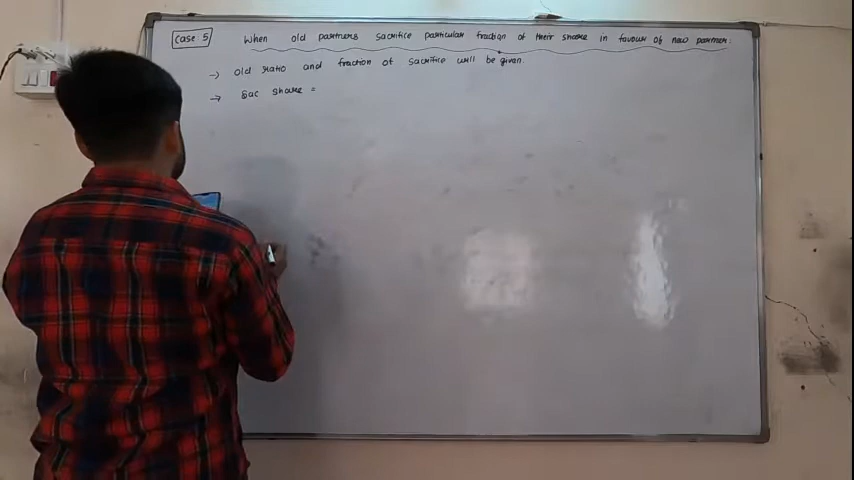 Case 5 When old partners sacrifice particular fraction of their share in favour of new partner.
→ Old ratio and fraction of sacrifice will be given.
→ Sac share =